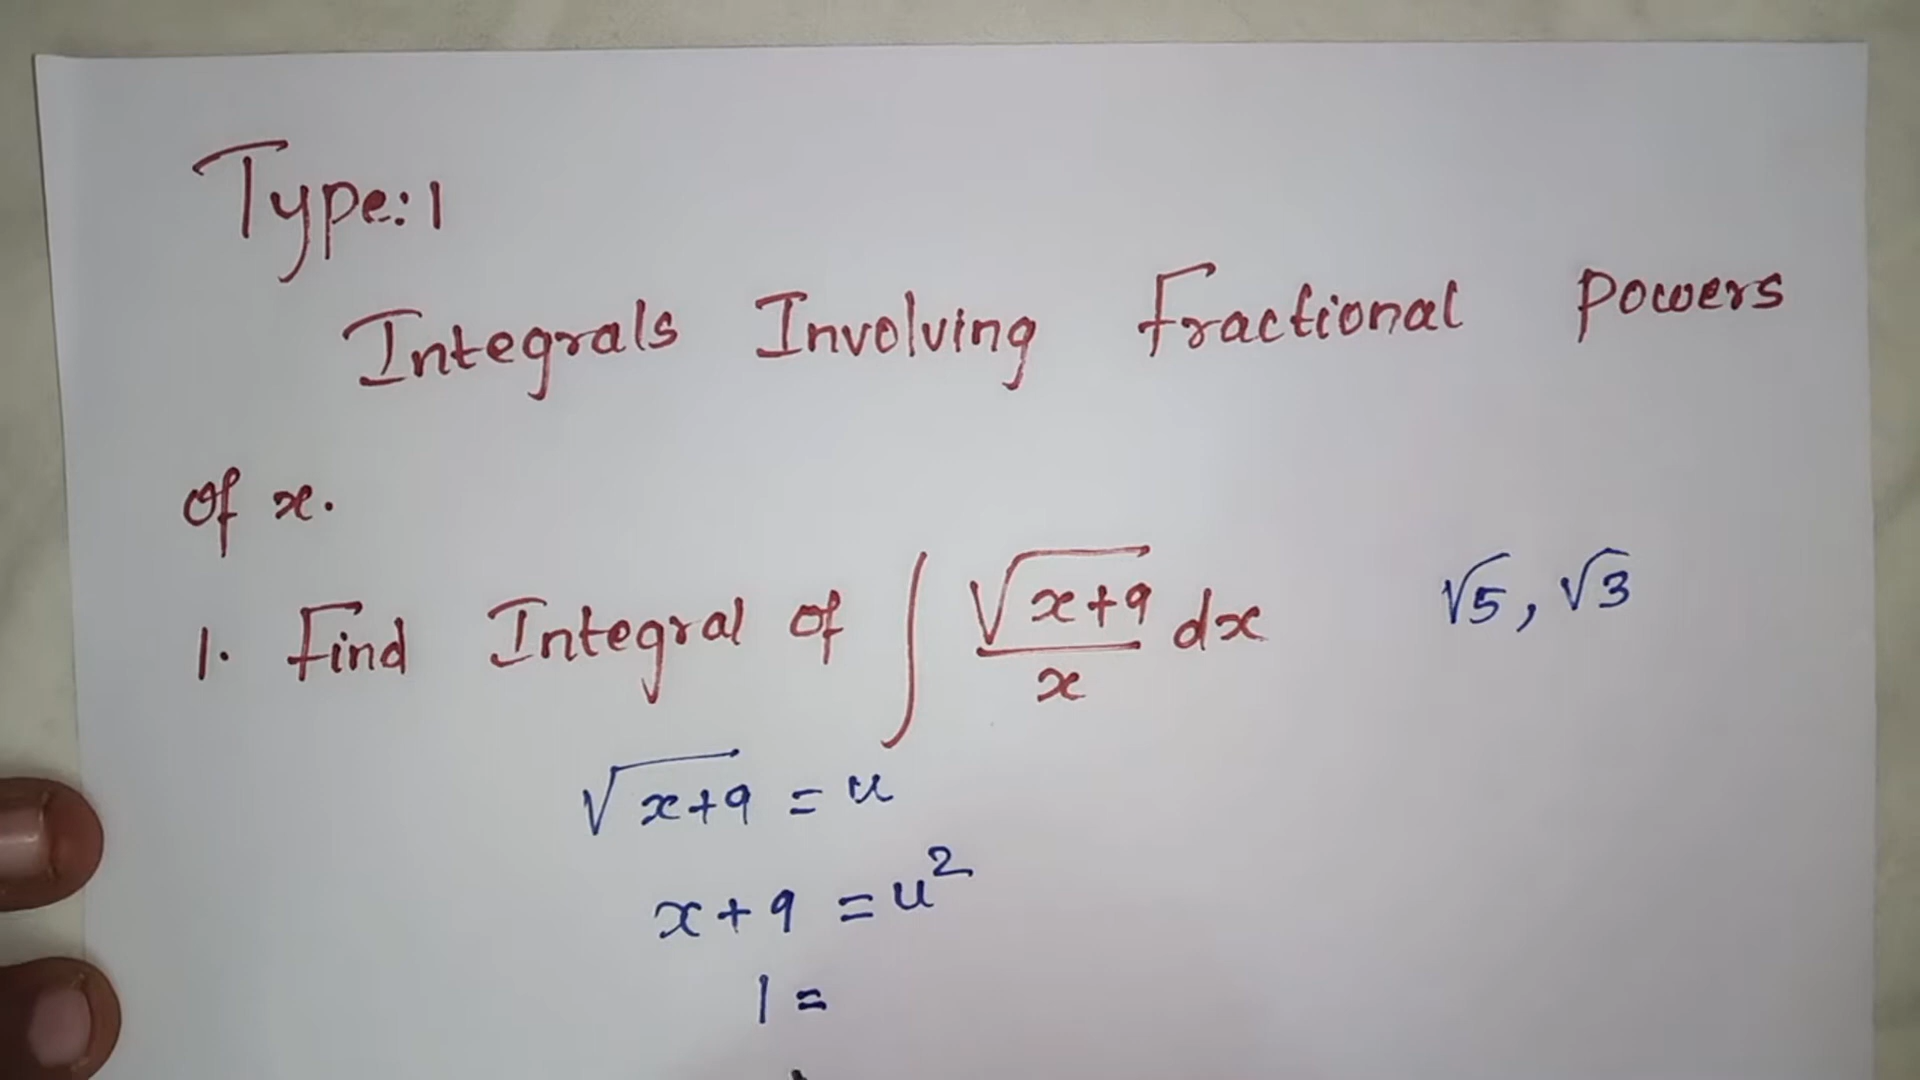 Type: 1
Integrals Involving Fractional Powers
of x.
1. Find Integral of ∫ √(x+9)/x dx √5, √3
√(x+9) = u
x + 9 = u²
1 =